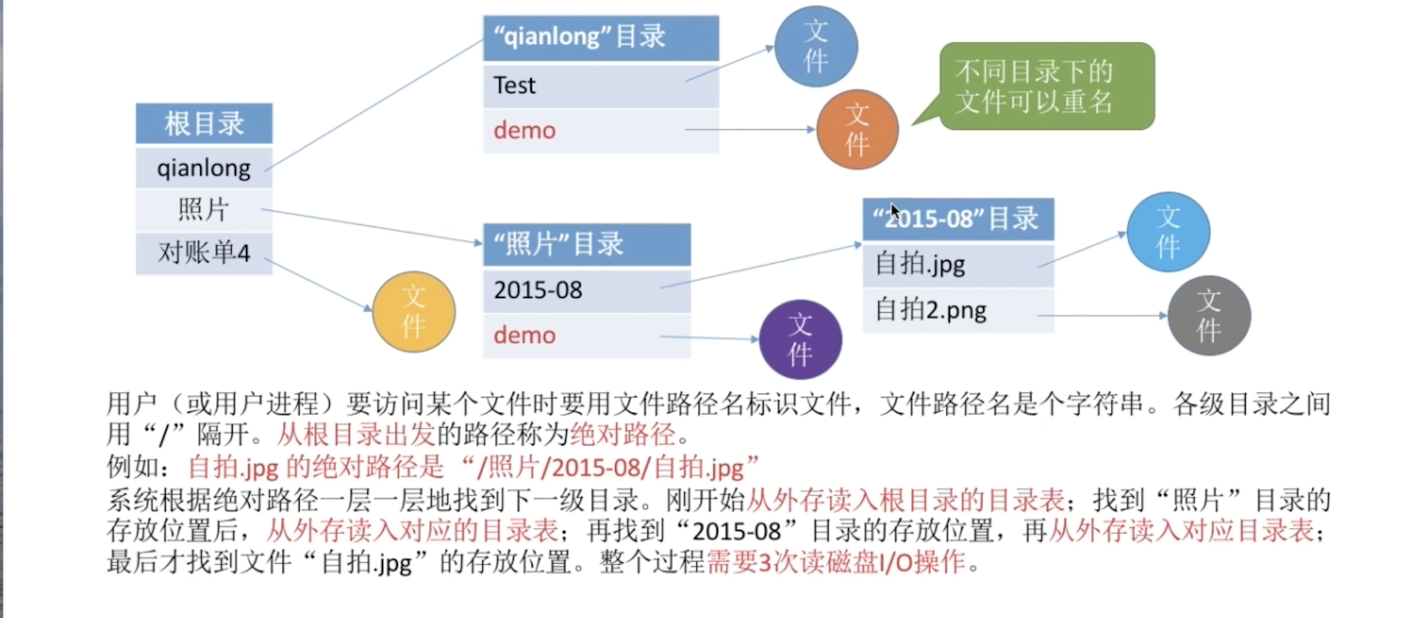 “qianlong”目录
Test
demo
文
件
文
件
不同目录下的
文件可以重名
根目录
qianlong
照片
对账单4
文
件
“照片”目录
2015-08
demo
文
件
“2015-08”目录
自拍.jpg
自拍2.png
文
件
文
件
用户（或用户进程）要访问某个文件时要用文件路径名标识文件，文件路径名是个字符串。各级目录之间
用“/”隔开。从根目录出发的路径称为绝对路径。
例如：自拍.jpg 的绝对路径是 “/照片/2015-08/自拍.jpg”
系统根据绝对路径一层一层地找到下一级目录。刚开始从外存读入根目录的目录表；找到“照片”目录的
存放位置后，从外存读入对应的目录表；再找到“2015-08”目录的存放位置，再从外存读入对应目录表；
最后才找到文件“自拍.jpg”的存放位置。整个过程需要3次读磁盘I/O操作。